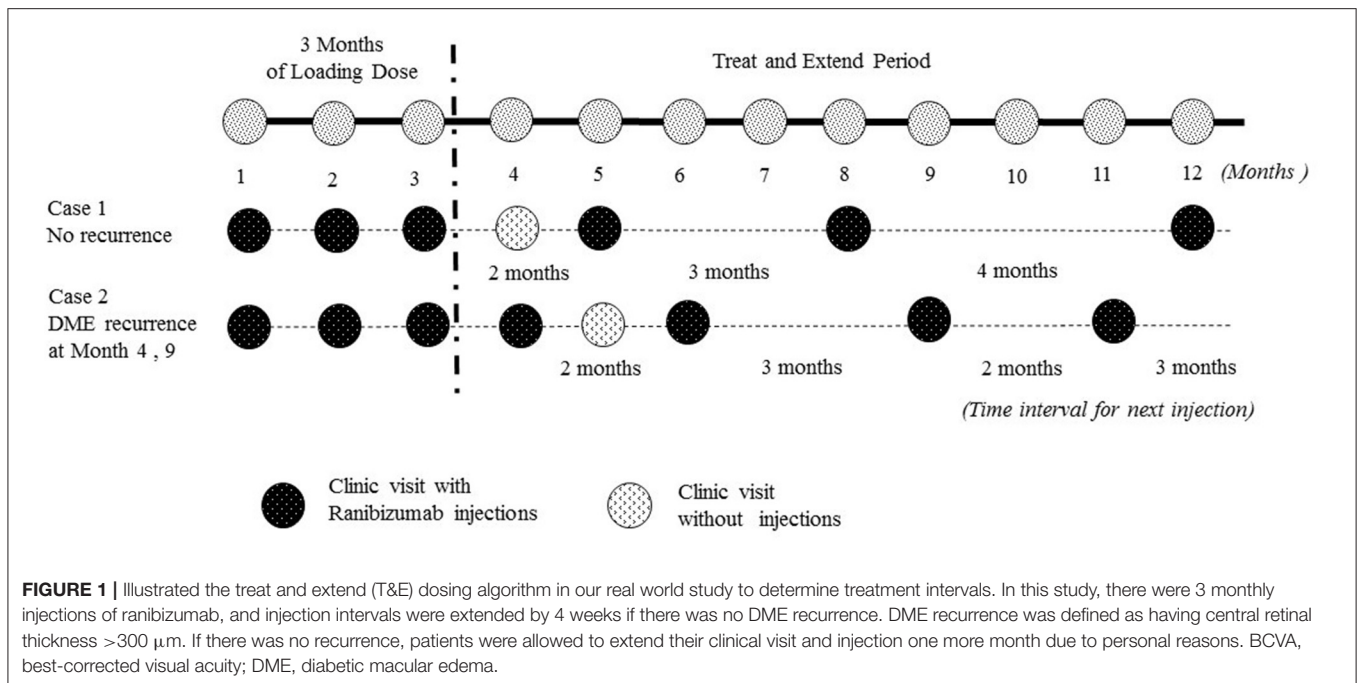 3 Months
of Loading Dose
Treat and Extend Period
1 2 3 4 5 6 7 8 9 10 11 12 (Months )
Case 1
No recurrence
2 months 3 months 4 months
Case 2
DME recurrence
at Month 4 , 9
2 months 3 months 2 months 3 months
(Time interval for next injection)
Clinic visit with
Ranibizumab injections
Clinic visit
without injections
FIGURE 1 | Illustrated the treat and extend (T&E) dosing algorithm in our real world study to determine treatment intervals. In this study, there were 3 monthly
injections of ranibizumab, and injection intervals were extended by 4 weeks if there was no DME recurrence. DME recurrence was defined as having central retinal
thickness >300 μm. If there was no recurrence, patients were allowed to extend their clinical visit and injection one more month due to personal reasons. BCVA,
best-corrected visual acuity; DME, diabetic macular edema.